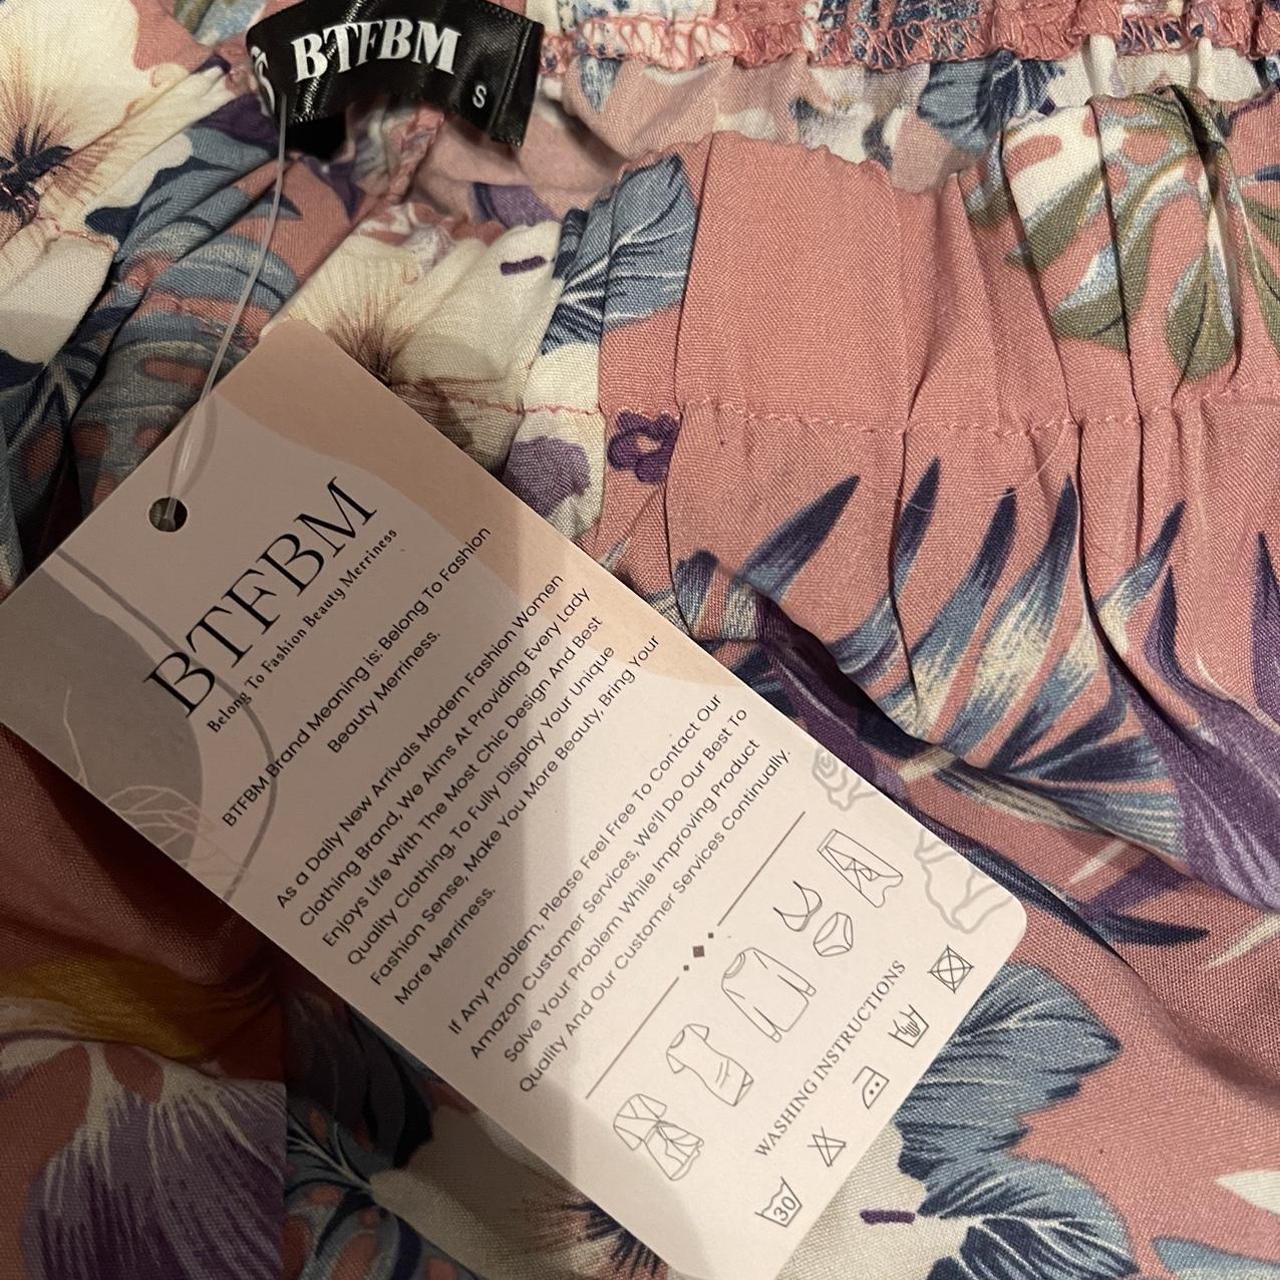 BTFBM
S
BTFBM
Belong To Fashion Beauty Merriness
BTFBM Brand Meaning is: Belong To Fashion
Beauty Merriness.
As a Daily New Arrivals Modern Fashion Women
Clothing Brand, We Aims At Providing Every Lady
Enjoys Life With The Most Chic Design And Best
Quality Clothing, To Fully Display Your Unique
Fashion Sense, Make You More Beauty, Bring Your
More Merriness.
If Any Problem, Please Feel Free To Contact Our
Amazon Customer Services, We'll Do Our Best To
Solve Your Problem While Improving Product
Quality And Our Customer Services Continually.
WASHING INSTRUCTIONS
30